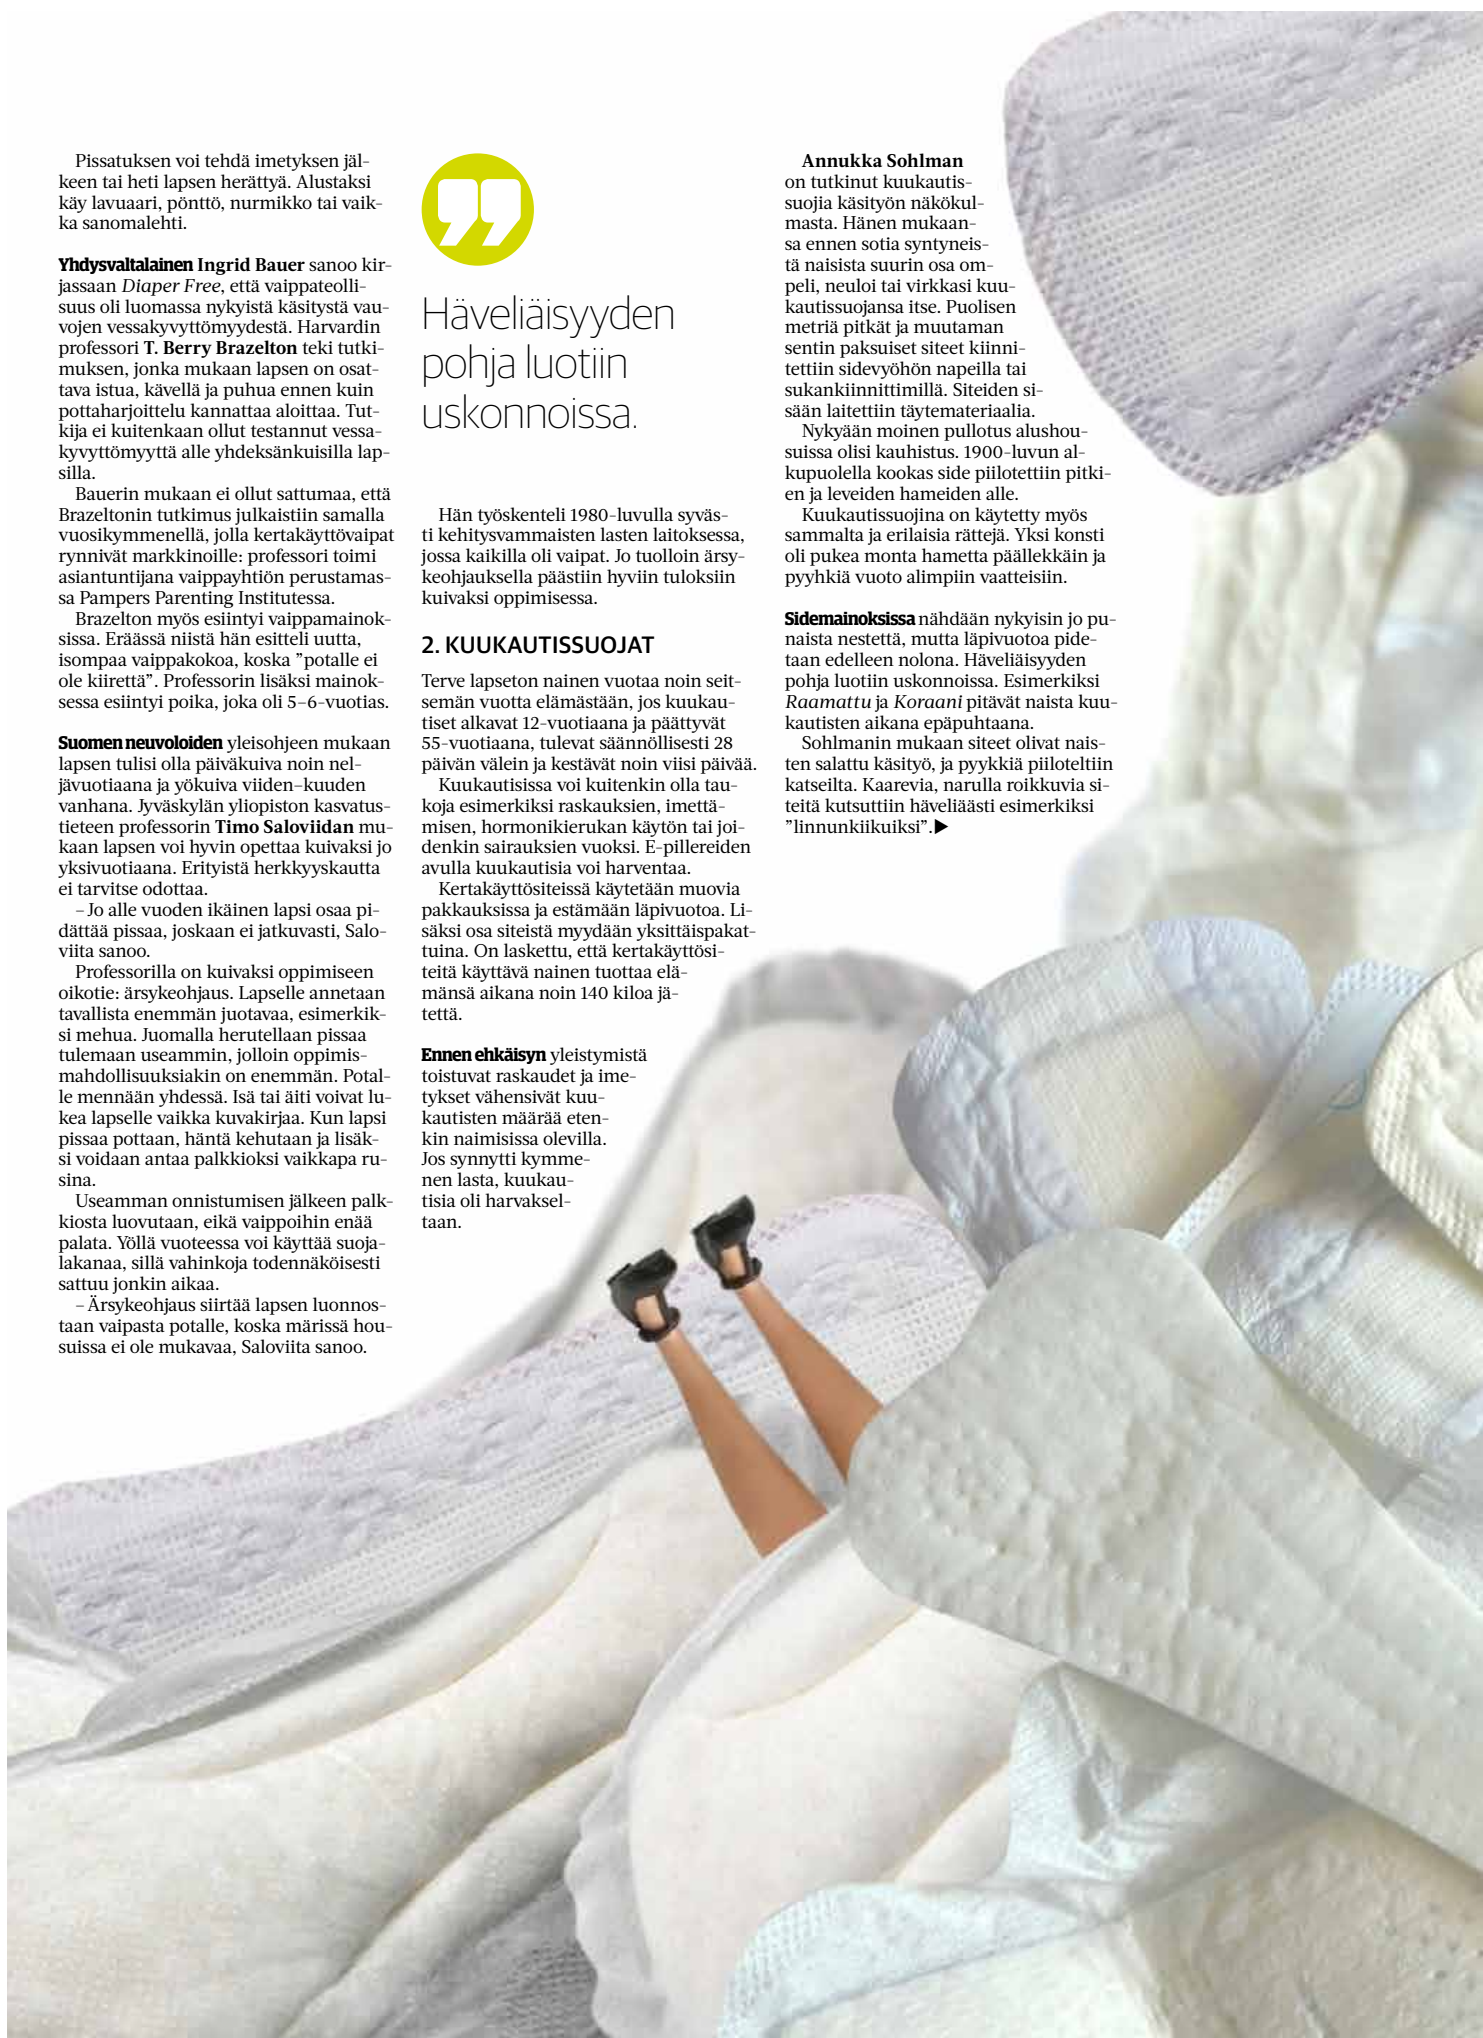 Pissatuksen voi tehdä imetyksen jäl-
keen tai heti lapsen herättyä. Alustaksi
käy lavuaari, pönttö, nurmikko tai vaik-
ka sanomalehti.
Yhdysvaltalainen Ingrid Bauer sanoo kir-
jassaan Diaper Free, että vaippateolli-
suus oli luomassa nykyistä käsitystä vau-
vojen vessakyvyttömyydestä. Harvardin
professori T. Berry Brazelton teki tutki-
muksen, jonka mukaan lapsen on osat-
tava istua, kävellä ja puhua ennen kuin
pottaharjoittelu kannattaa aloittaa. Tut-
kija ei kuitenkaan ollut testannut vessa-
kyvyttömyyttä alle yhdeksänkuisilla lap-
silla.
Bauerin mukaan ei ollut sattumaa, että
Brazeltonin tutkimus julkaistiin samalla
vuosikymmenellä, jolla kertakäyttövaipat
rynnivät markkinoille: professori toimi
asiantuntijana vaippayhtiön perustamas-
sa Pampers Parenting Institutessa.
Brazelton myös esiintyi vaippamainok-
sissa. Eräässä niistä hän esitteli uutta,
isompaa vaippakokoa, koska ”potalle ei
ole kiirettä”. Professorin lisäksi mainok-
sessa esiintyi poika, joka oli 5–6-vuotias.
Suomen neuvoloiden yleisohjeen mukaan
lapsen tulisi olla päiväkuiva noin nel-
jävuotiaana ja yökuiva viiden–kuuden
vanhana. Jyväskylän yliopiston kasvatus-
tieteen professorin Timo Saloviidan mu-
kaan lapsen voi hyvin opettaa kuivaksi jo
yksivuotiaana. Erityistä herkkyyskautta
ei tarvitse odottaa.
– Jo alle vuoden ikäinen lapsi osaa pi-
dättää pissaa, joskaan ei jatkuvasti, Salo-
viita sanoo.
Professorilla on kuivaksi oppimiseen
oikotie: ärsykeohjaus. Lapselle annetaan
tavallista enemmän juotavaa, esimerkik-
si mehua. Juomalla herutellaan pissaa
tulemaan useammin, jolloin oppimis-
mahdollisuuksiakin on enemmän. Potal-
le mennään yhdessä. Isä tai äiti voivat lu-
kea lapselle vaikka kuvakirjaa. Kun lapsi
pissaa pottaan, häntä kehutaan ja lisäk-
si voidaan antaa palkkioksi vaikkapa ru-
sina.
Useamman onnistumisen jälkeen palk-
kiosta luovutaan, eikä vaippoihin enää
palata. Yöllä vuoteessa voi käyttää suoja-
lakanaa, sillä vahinkoja todennäköisesti
sattuu jonkin aikaa.
– Ärsykeohjaus siirtää lapsen luonnos-
taan vaipasta potalle, koska märissä hou-
suissa ei ole mukavaa, Saloviita sanoo.
”
Häveliäisyyden
pohja luotiin
uskonnoissa.
Hän työskenteli 1980-luvulla syväs-
ti kehitysvammaisten lasten laitoksessa,
jossa kaikilla oli vaipat. Jo tuolloin ärsy-
keohjauksella päästiin hyviin tuloksiin
kuivaksi oppimisessa.
2. KUUKAUTISSUOJAT
Terve lapseton nainen vuotaa noin seit-
semän vuotta elämästään, jos kuukau-
tiset alkavat 12-vuotiaana ja päättyvät
55-vuotiaana, tulevat säännöllisesti 28
päivän välein ja kestävät noin viisi päivää.
Kuukautisissa voi kuitenkin olla tau-
koja esimerkiksi raskauksien, imettä-
misen, hormonikierukan käytön tai joi-
denkin sairauksien vuoksi. E-pillereiden
avulla kuukautisia voi harventaa.
Kertakäyttösiteissä käytetään muovia
pakkauksissa ja estämään läpivuotoa. Li-
säksi osa siteistä myydään yksittäispakat-
tuina. On laskettu, että kertakäyttösi-
teitä käyttävä nainen tuottaa elä-
mänsä aikana noin 140 kiloa jä-
tettä.
Ennen ehkäisyn yleistymistä
toistuvat raskaudet ja ime-
tykset vähensivät kuu-
kautisten määrää eten-
kin naimisissa olevilla.
Jos synnytti kymme-
nen lasta, kuukau-
tisia oli harvaksel-
taan.
Annukka Sohlman
on tutkinut kuukautis-
suojia käsityön näkökul-
masta. Hänen mukaan-
sa ennen sotia syntyneis-
tä naisista suurin osa om-
peli, neuloi tai virkkasi kuu-
kautissuojansa itse. Puolisen
metriä pitkät ja muutaman
sentin paksuiset siteet kiinni-
tettiin sidevyöhön napeilla tai
sukankiinnittimillä. Siteiden si-
sään laitettiin täytemateriaalia.
Nykyään moinen pullotus alushou-
suissa olisi kauhistus. 1900-luvun al-
kupuolella kookas side piilotettiin pitki-
en ja leveiden hameiden alle.
Kuukautissuojina on käytetty myös
sammalta ja erilaisia rättejä. Yksi konsti
oli pukea monta hametta päällekkäin ja
pyyhkiä vuoto alimpiin vaatteisiin.
Sidemainoksissa nähdään nykyisin jo pu-
naista nestettä, mutta läpivuotoa pide-
taan edelleen nolona. Häveliäisyyden
pohja luotiin uskonnoissa. Esimerkiksi
Raamattu ja Koraani pitävät naista kuu-
kautisten aikana epäpuhtaana.
Sohlmanin mukaan siteet olivat nais-
ten salattu käsityö, ja pyykkiä piiloteltiin
katseilta. Kaarevia, narulla roikkuvia si-
teitä kutsuttiin häveliäästi esimerkiksi
”linnunkiikuiksi”.▶